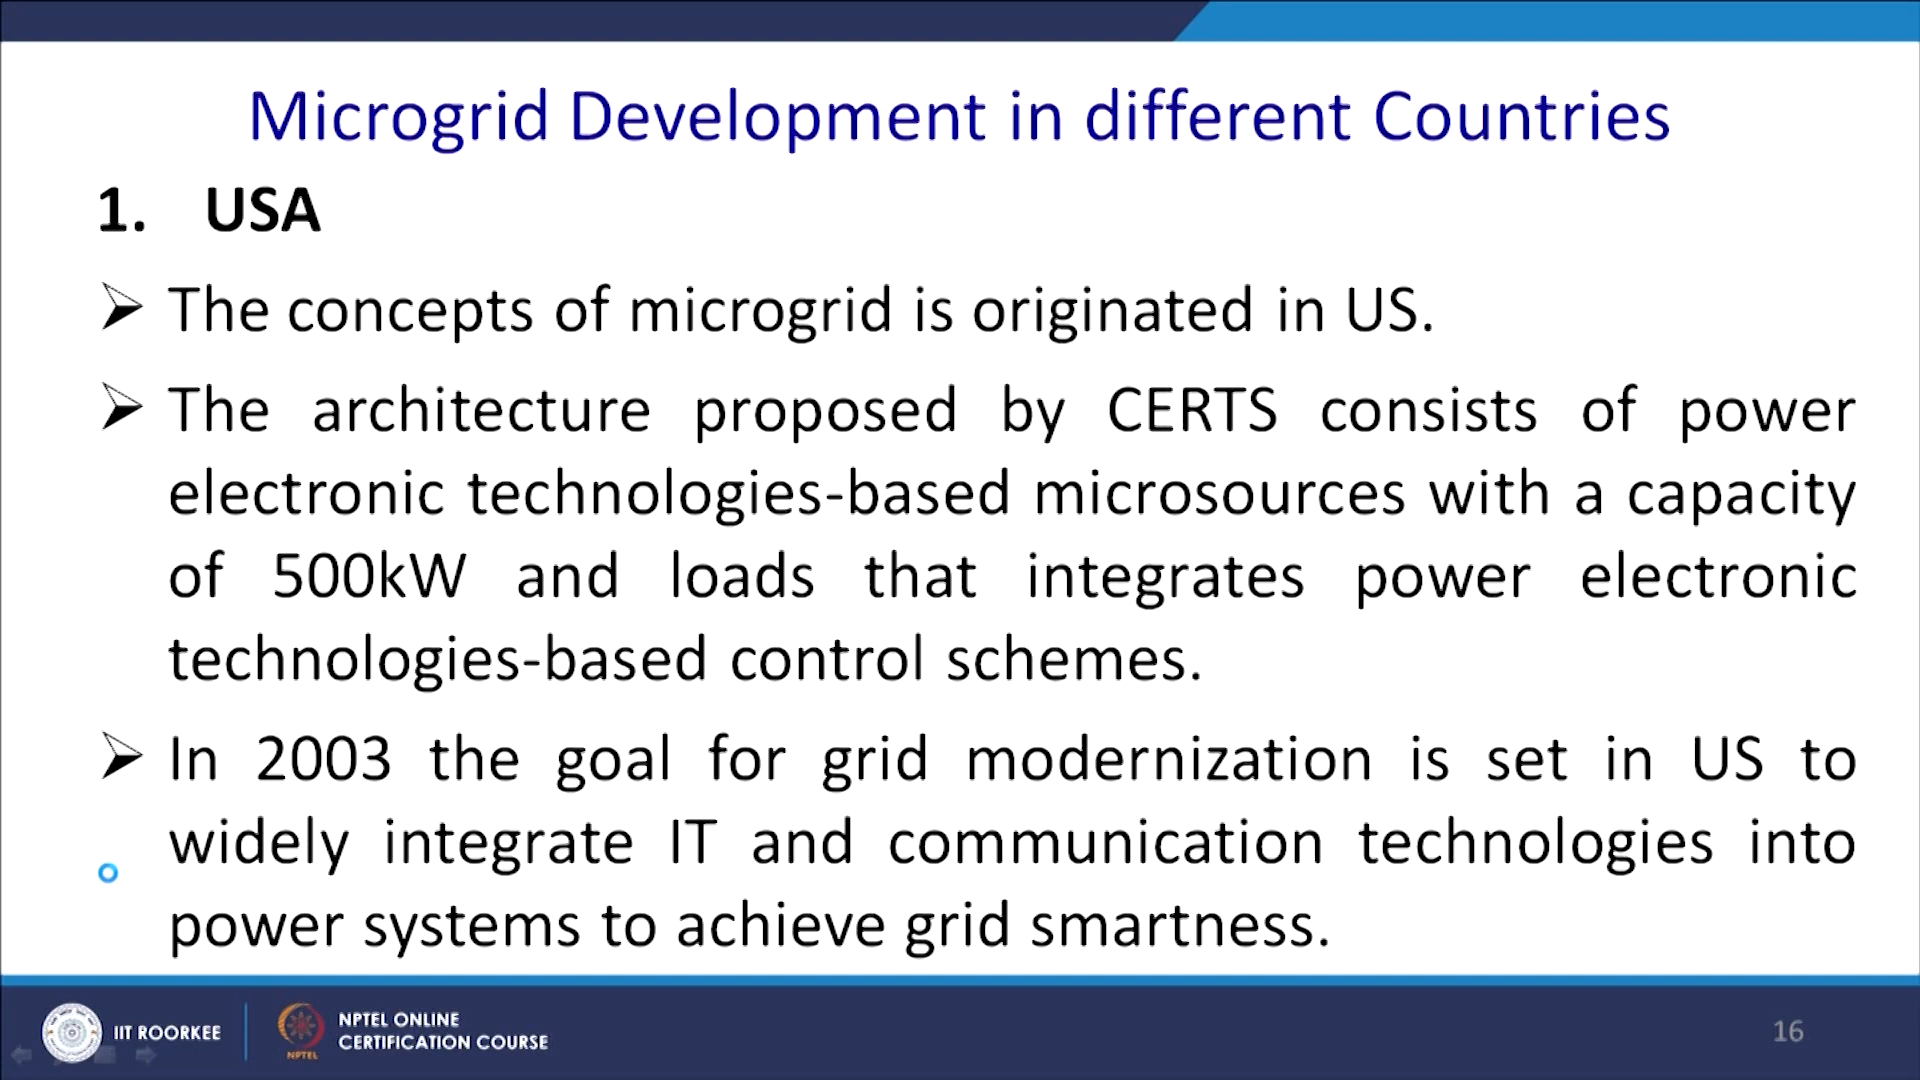 Microgrid Development in different Countries
1. USA
➢ The concepts of microgrid is originated in US.
➢ The architecture proposed by CERTS consists of power
electronic technologies-based microsources with a capacity
of 500kW and loads that integrates power electronic
technologies-based control schemes.
➢ In 2003 the goal for grid modernization is set in US to
widely integrate IT and communication technologies into
power systems to achieve grid smartness.
IIT ROORKEE
NPTEL
NPTEL ONLINE
CERTIFICATION COURSE
16